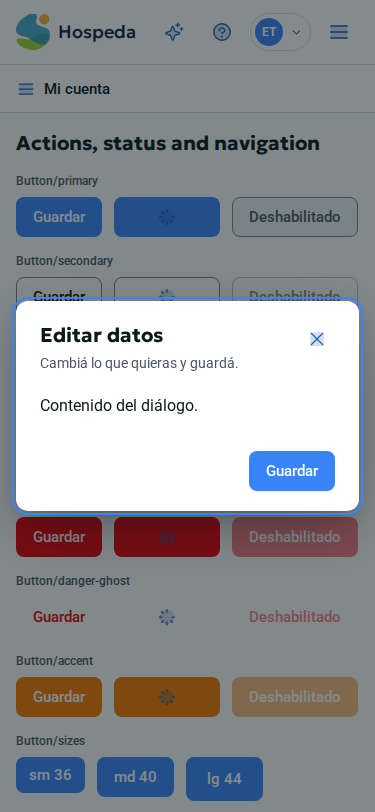 Hospeda
ET
Mi cuenta
Actions, status and navigation
Button/primary
Guardar
Deshabilitado
Button/secondary
Guardar
Deshabilitado
Editar datos
Cambiá lo que quieras y guardá.
Contenido del diálogo.
Guardar
Guardar
Deshabilitado
Button/danger-ghost
Guardar
Deshabilitado
Button/accent
Guardar
Deshabilitado
Button/sizes
sm 36
md 40
lg 44